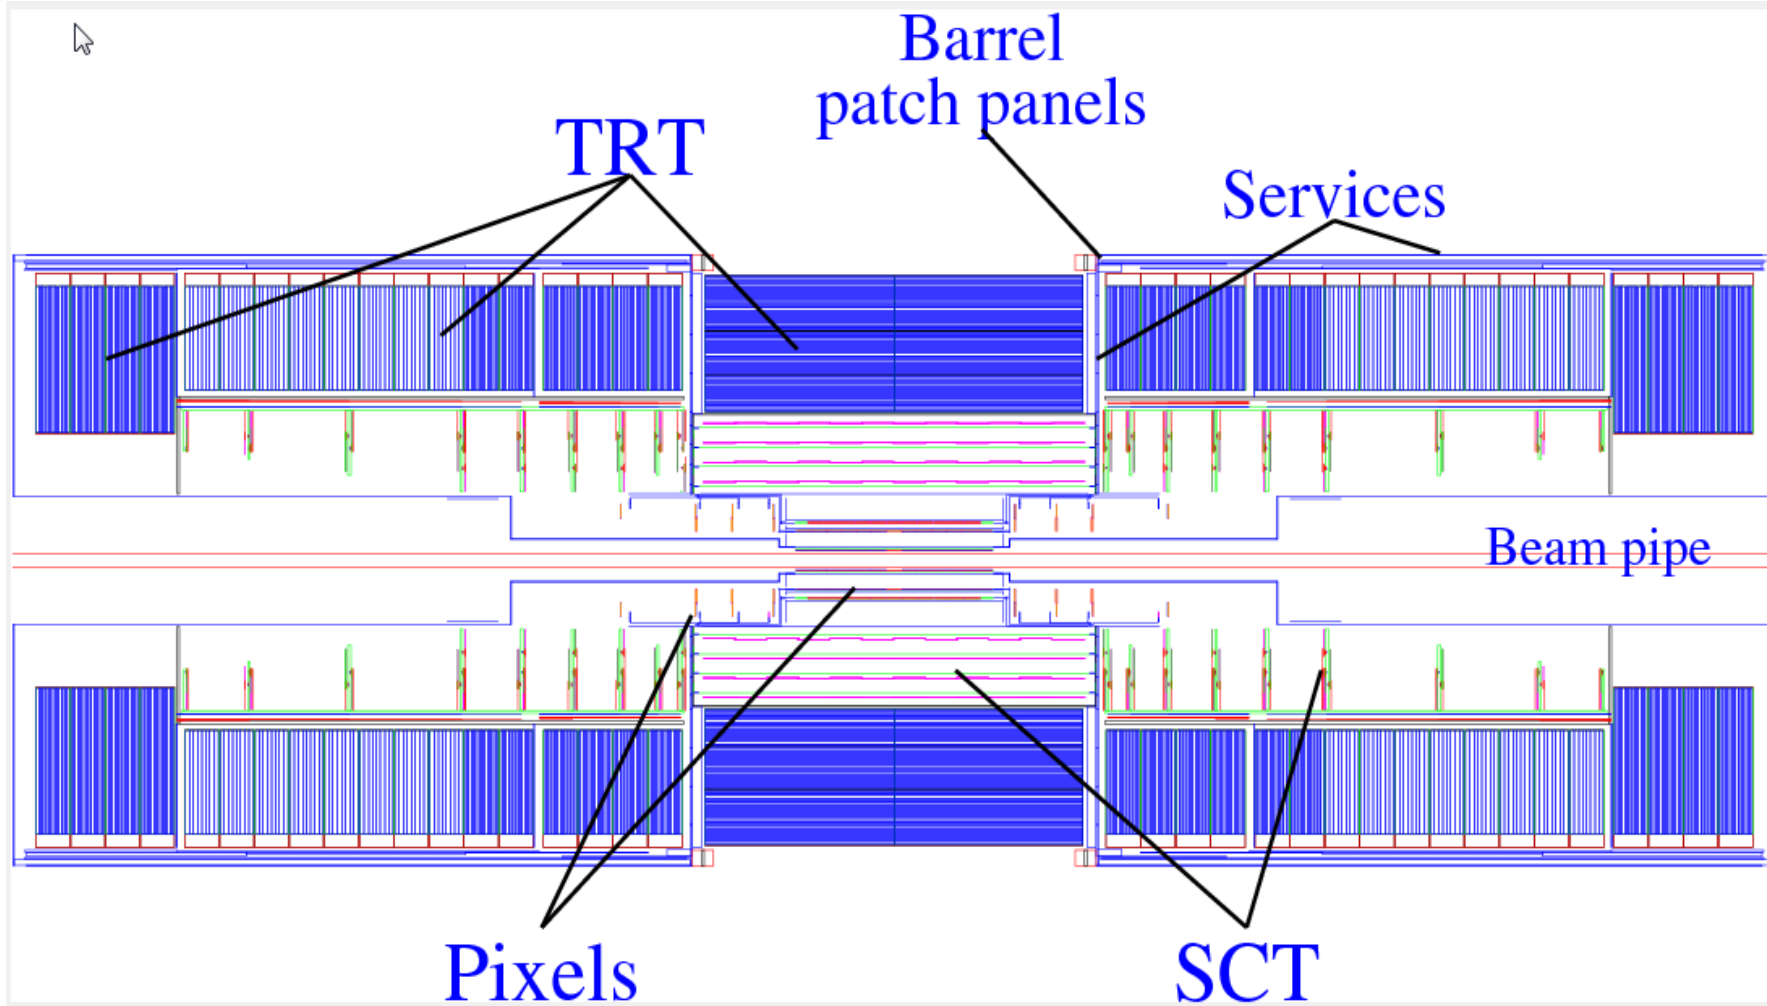 Barrel
patch panels
TRT
Services
Beam pipe
Pixels
SCT